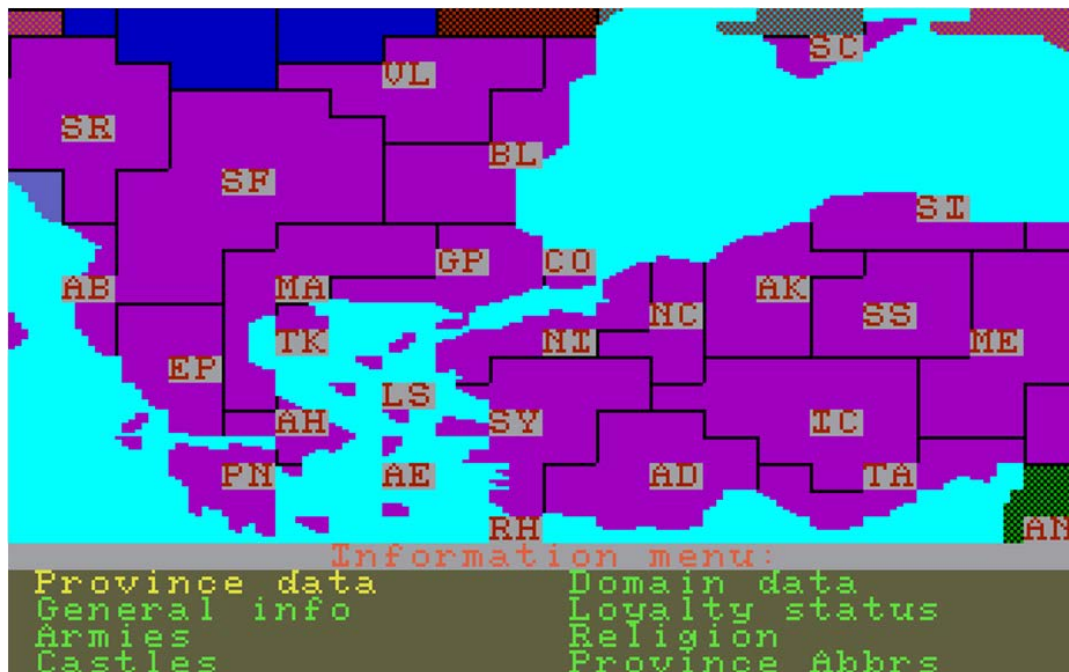 SC
VL
SR
BL
SF
SI
GP CO
AB MA AK
NC SS
TK NI ME
EP
LS
AH SY IC
PN AE AD TA
RH AN
Information menu:
Province data Domain data
General info Loyalty status
Armies Religion
Castles Province Abbrs